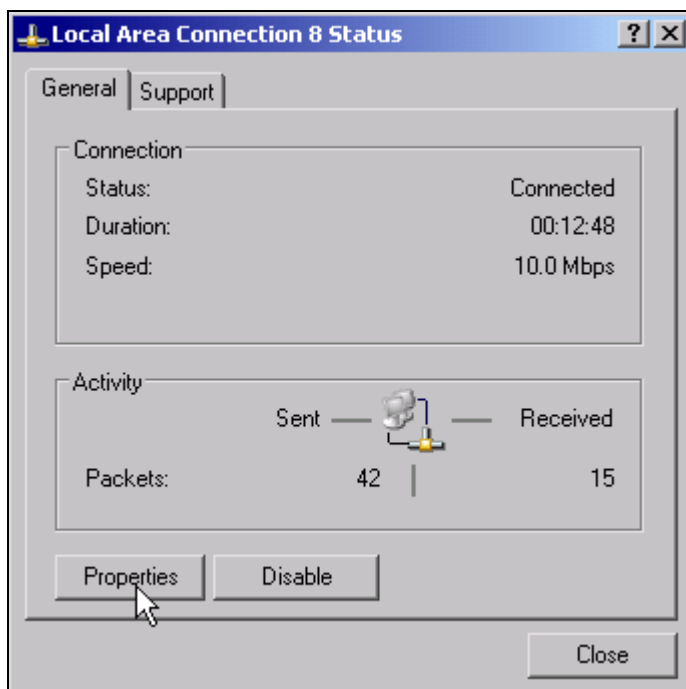 Local Area Connection 8 Status
General Support
Connection
Status: Connected
Duration: 00:12:48
Speed: 10.0 Mbps
Activity
Sent Received
Packets: 42 15
Properties Disable
Close